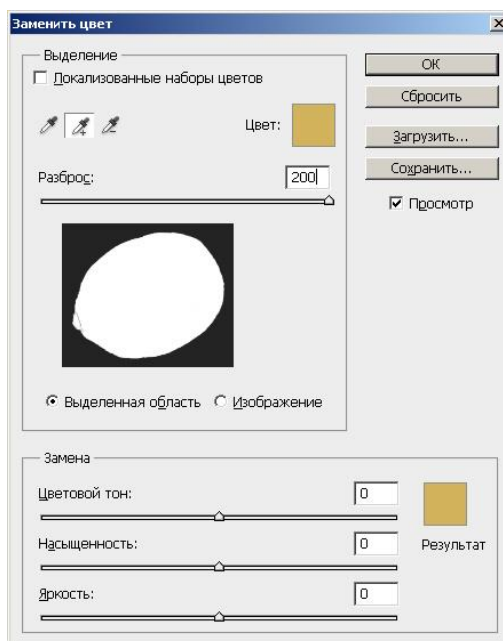 Заменить цвет
Выделение
Локализованные наборы цветов
Цвет:
Разброс:
200
Выделенная область
Изображение
ОК
Сбросить
Загрузить...
Сохранить...
Просмотр
Замена
Цветовой тон:
0
Насыщенность:
0
Результат
Яркость:
0